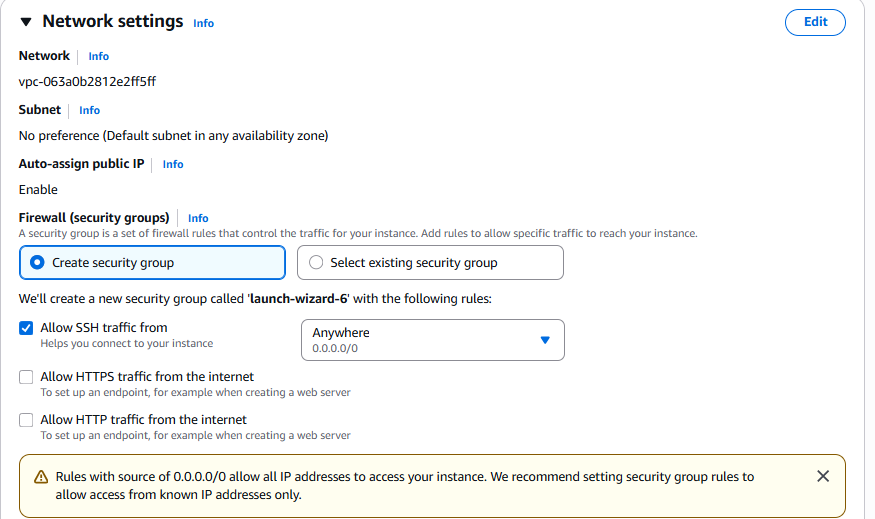 Network settings Info
Edit
Network Info
vpc-063a0b2812e2ff5ff
Subnet Info
No preference (Default subnet in any availability zone)
Auto-assign public IP Info
Enable
Firewall (security groups) Info
A security group is a set of firewall rules that control the traffic for your instance. Add rules to allow specific traffic to reach your instance.
Create security group
Select existing security group
We'll create a new security group called 'launch-wizard-6' with the following rules:
Allow SSH traffic from
Helps you connect to your instance
Anywhere
0.0.0.0/0
Allow HTTPS traffic from the internet
To set up an endpoint, for example when creating a web server
Allow HTTP traffic from the internet
To set up an endpoint, for example when creating a web server
Rules with source of 0.0.0.0/0 allow all IP addresses to access your instance. We recommend setting security group rules to
allow access from known IP addresses only.